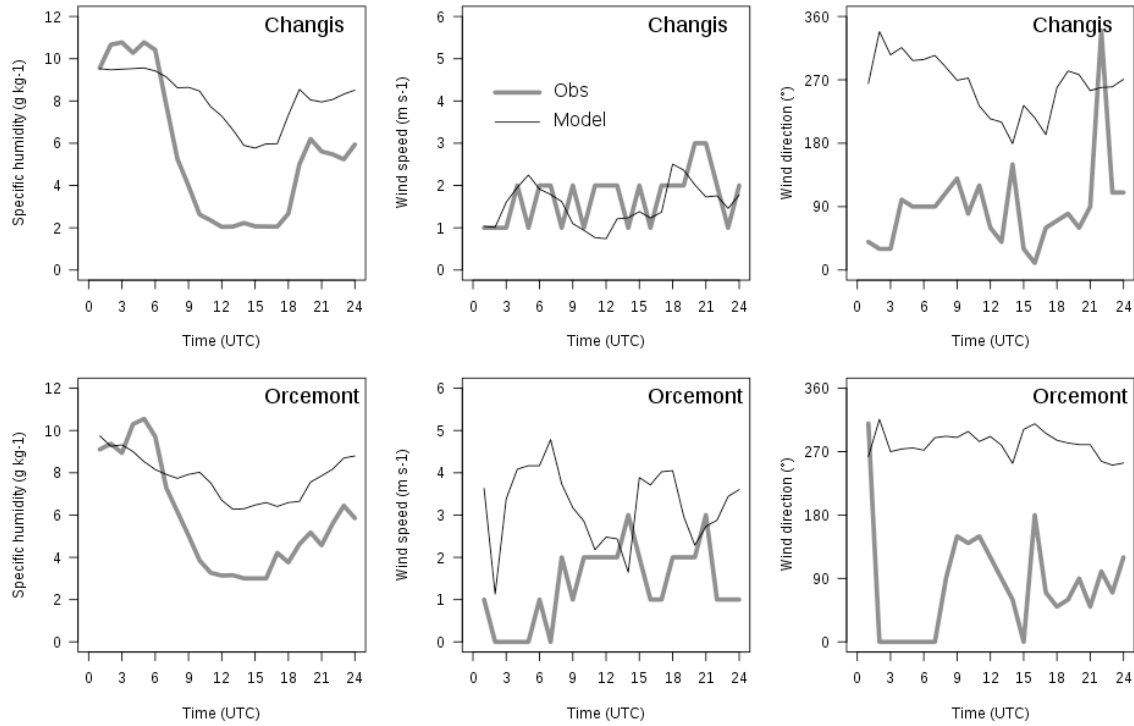 Changis
Specific humidity (g kg-1)
12
10
8
6
4
2
0
0 3 6 9 12 15 18 21 24
Time (UTC)
Changis
Obs
Model
Wind speed (m s-1)
6
5
4
3
2
1
0
0 3 6 9 12 15 18 21 24
Time (UTC)
Changis
Wind direction (°)
360
270
180
90
0
0 3 6 9 12 15 18 21 24
Time (UTC)
Orcemont
Specific humidity (g kg-1)
12
10
8
6
4
2
0
0 3 6 9 12 15 18 21 24
Time (UTC)
Orcemont
Wind speed (m s-1)
6
5
4
3
2
1
0
0 3 6 9 12 15 18 21 24
Time (UTC)
Orcemont
Wind direction (°)
360
270
180
90
0
0 3 6 9 12 15 18 21 24
Time (UTC)